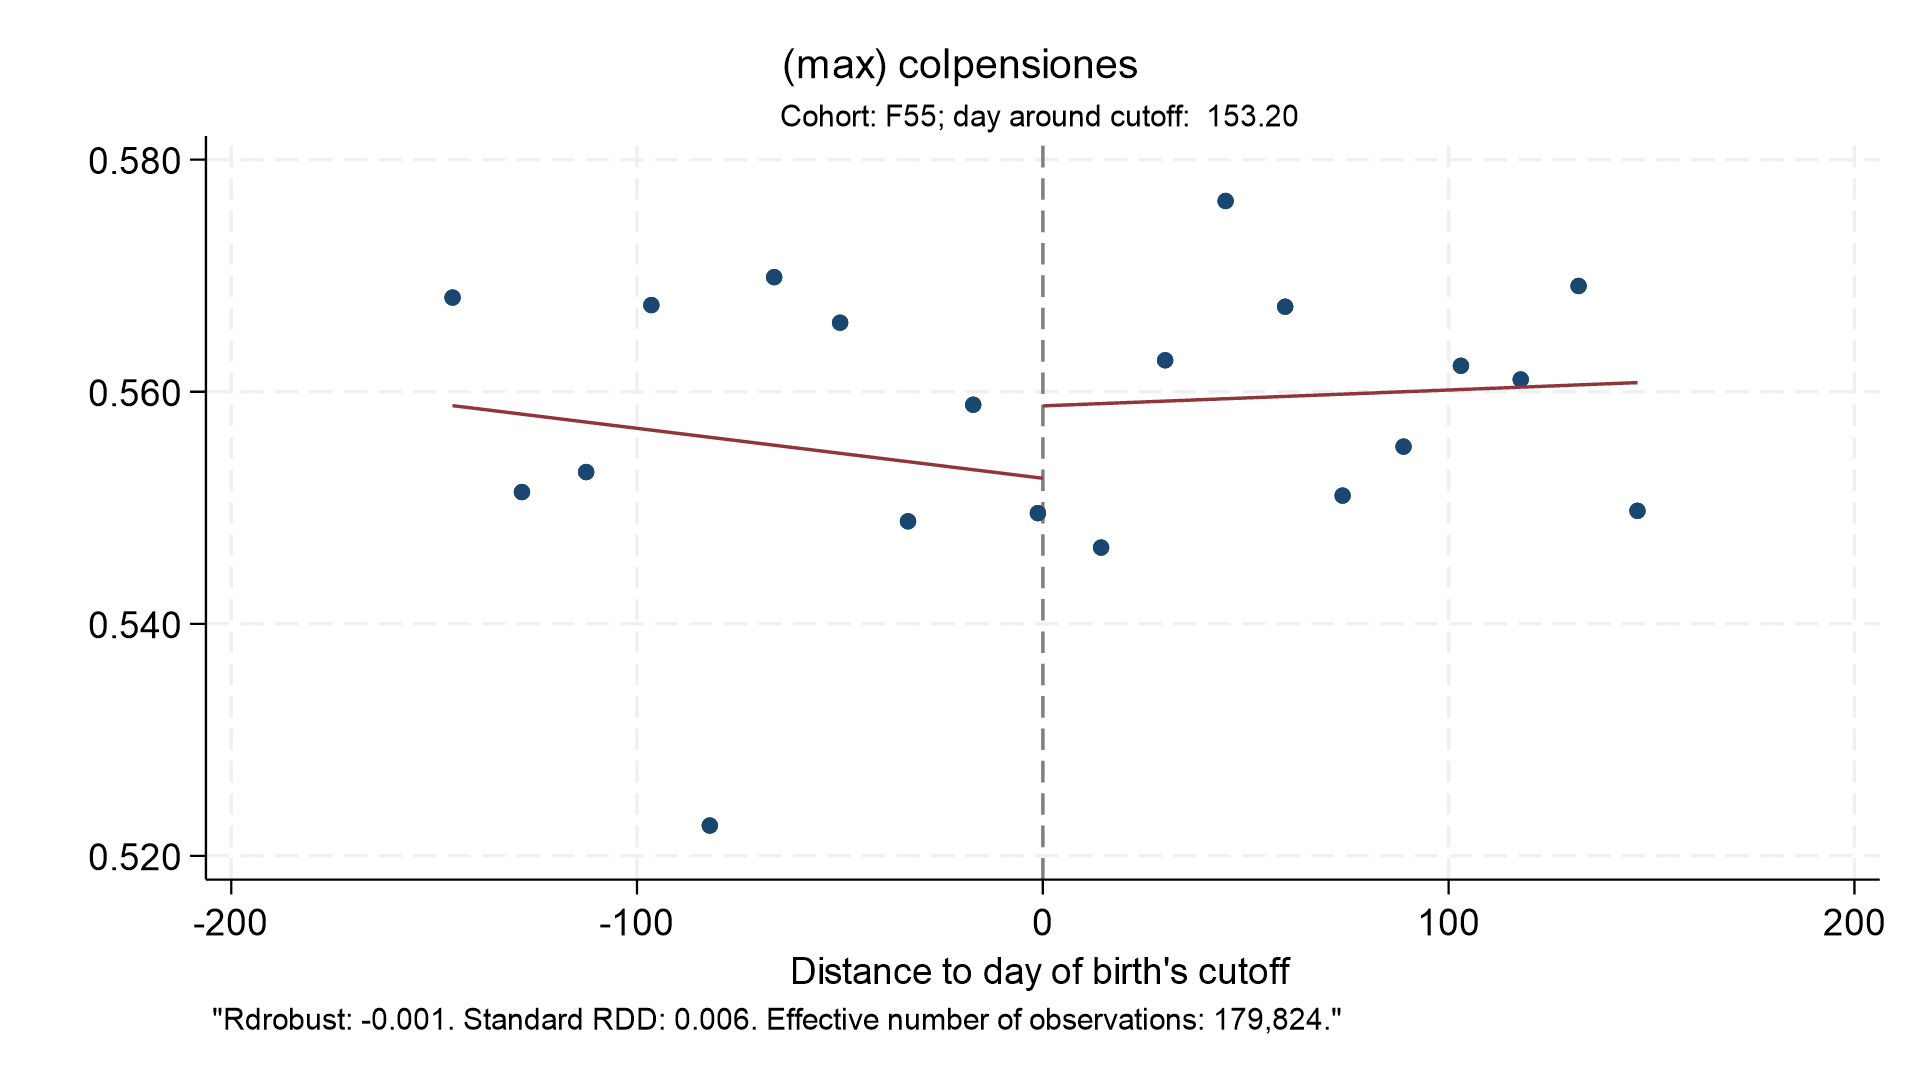 (max) colpensiones
Cohort: F55; day around cutoff:  153.20
0.580
0.560
0.540
0.520
-200
-100
0
100
200
Distance to day of birth's cutoff
"Rdrobust: -0.001. Standard RDD: 0.006. Effective number of observations: 179,824."